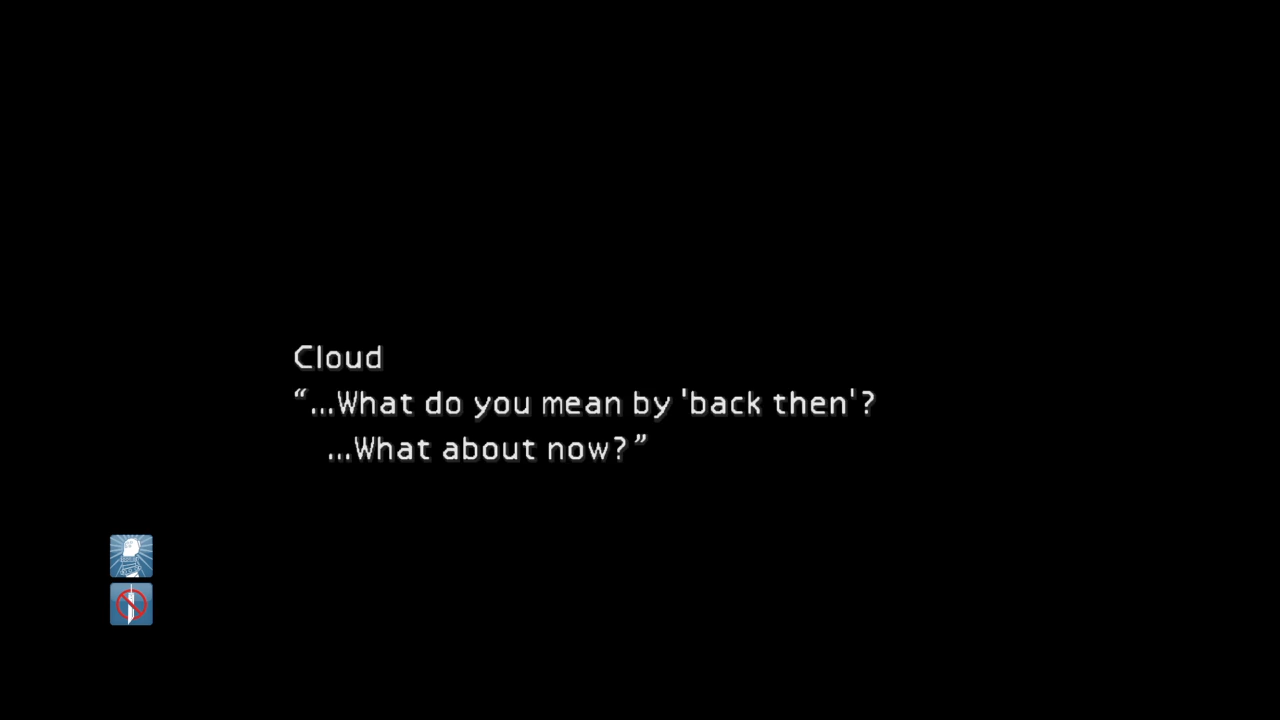 Cloud
“...What do you mean by 'back then'?
...What about now?”